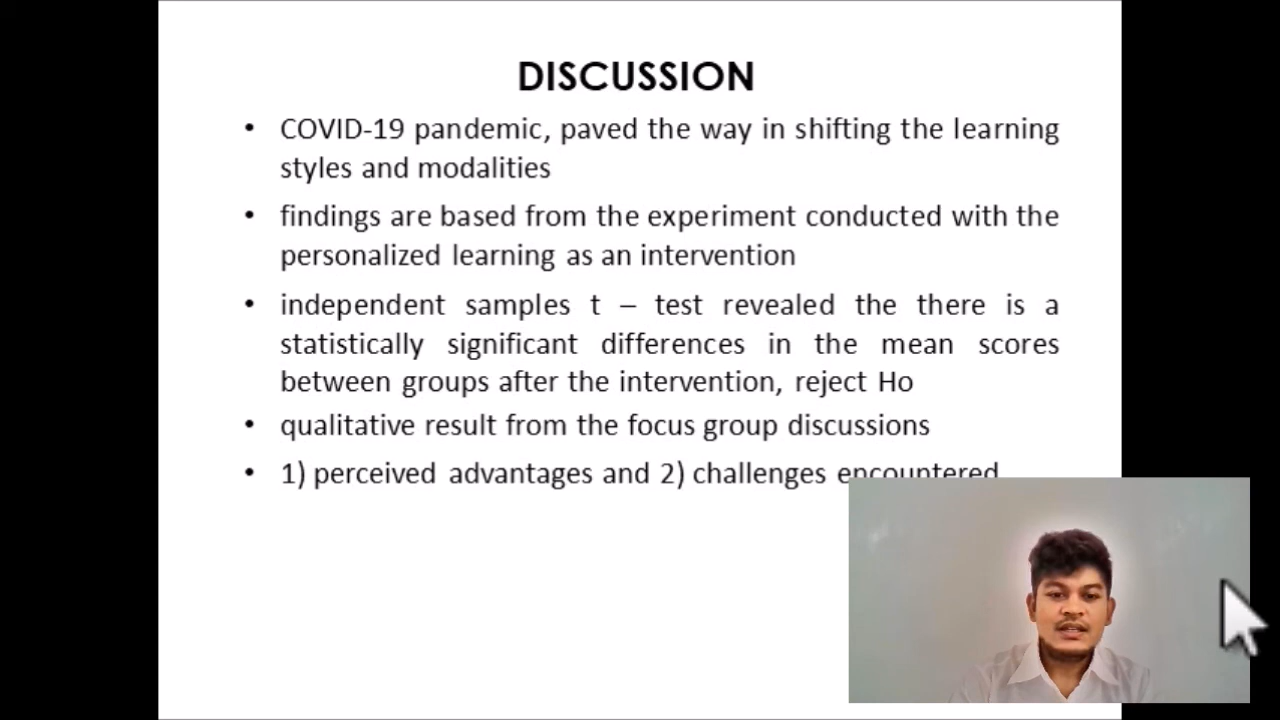 DISCUSSION
• COVID-19 pandemic, paved the way in shifting the learning
styles and modalities
• findings are based from the experiment conducted with the
personalized learning as an intervention
• independent samples t – test revealed the there is a
statistically significant differences in the mean scores
between groups after the intervention, reject Ho
• qualitative result from the focus group discussions
• 1) perceived advantages and 2) challenges encountered